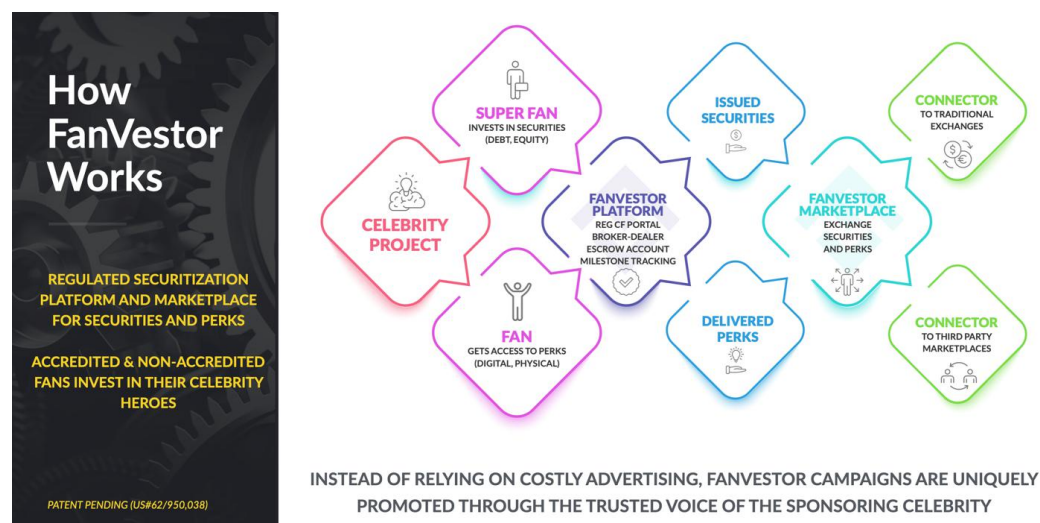 How
FanVestor
Works
REGULATED SECURITIZATION
PLATFORM AND MARKETPLACE
FOR SECURITIES AND PERKS
ACCREDITED & NON-ACCREDITED
FANS INVEST IN THEIR CELEBRITY
HEROES
PATENT PENDING (US#62/950,038)
CELEBRITY
PROJECT
SUPER FAN
INVESTS IN SECURITIES
(DEBT, EQUITY)
FAN
GETS ACCESS TO PERKS
(DIGITAL, PHYSICAL)
FANVESTOR
PLATFORM
REG CF PORTAL
BROKER-DEALER
ESCROW ACCOUNT
MILESTONE TRACKING
ISSUED
SECURITIES
$
DELIVERED
PERKS
FANVESTOR
MARKETPLACE
EXCHANGE
SECURITIES
AND PERKS
CONNECTOR
TO TRADITIONAL
EXCHANGES
$ €
CONNECTOR
TO THIRD PARTY
MARKETPLACES
INSTEAD OF RELYING ON COSTLY ADVERTISING, FANVESTOR CAMPAIGNS ARE UNIQUELY
PROMOTED THROUGH THE TRUSTED VOICE OF THE SPONSORING CELEBRITY